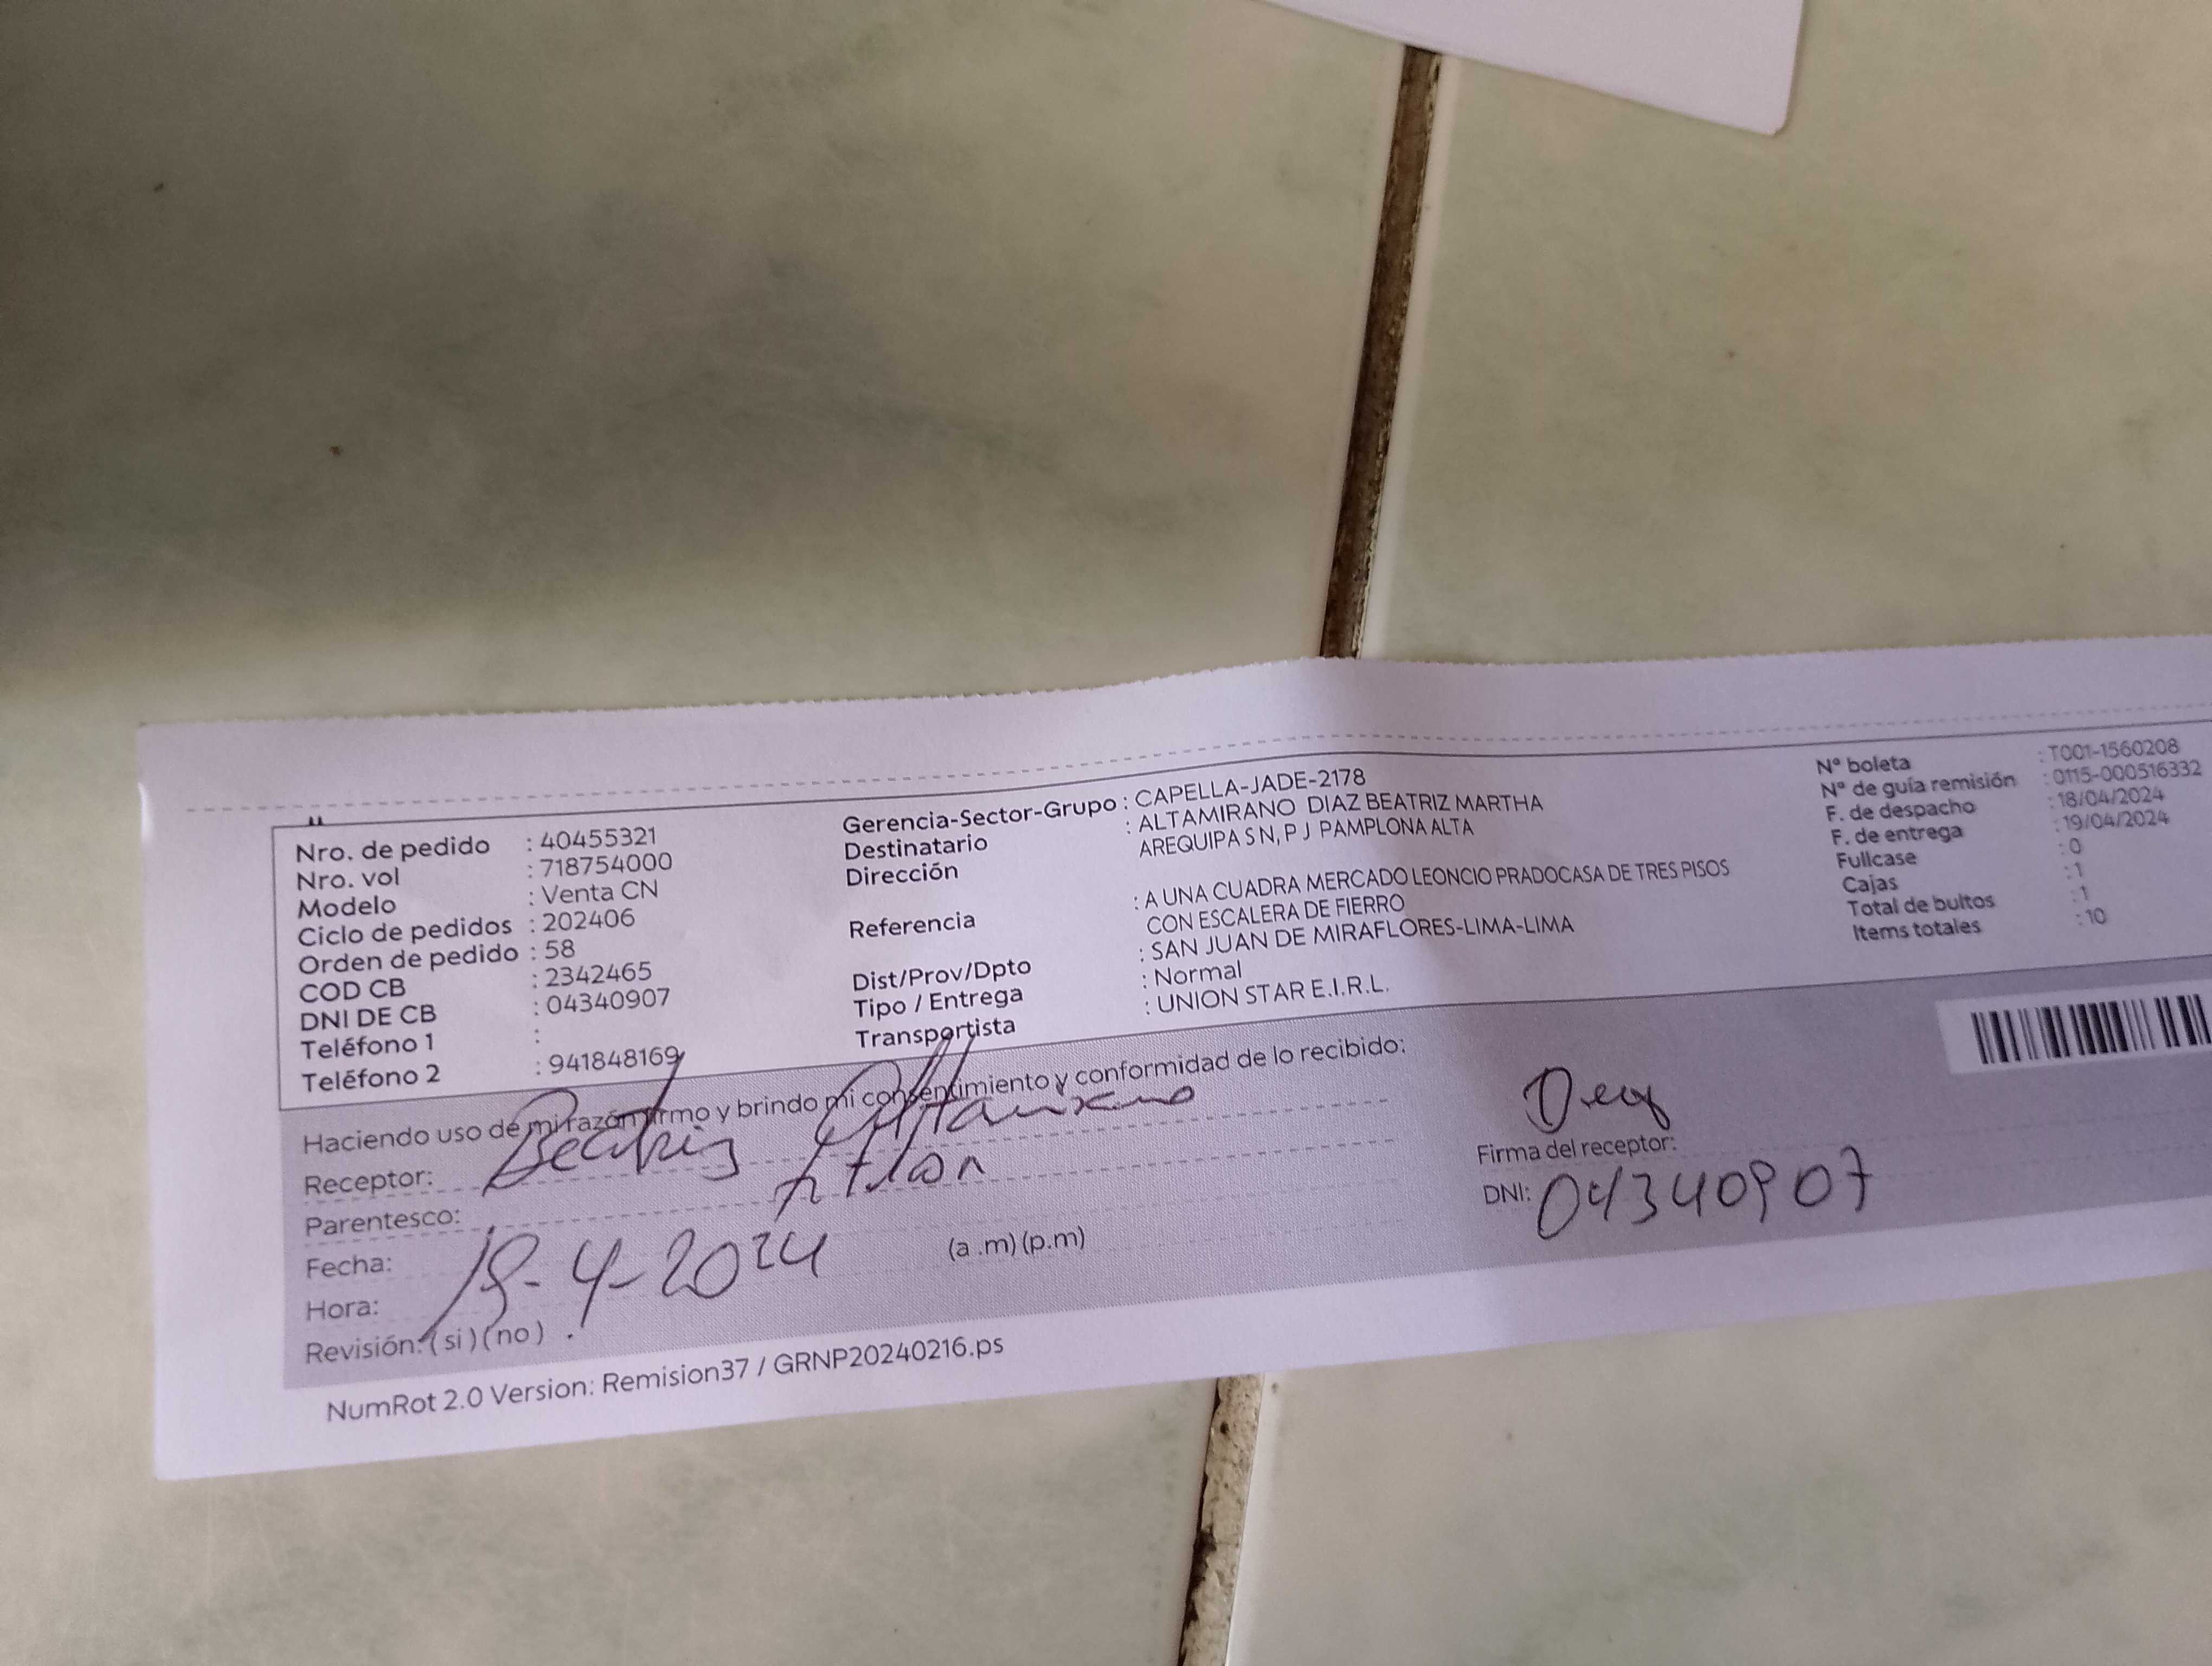 Nro. de pedido : 40455321
Nro. vol : 718754000
Modelo : Venta CN
Ciclo de pedidos : 202406
Orden de pedido : 58
COD CB : 2342465
DNI DE CB : 04340907
Teléfono 1 :
Teléfono 2 : 941848169
Gerencia-Sector-Grupo : CAPELLA-JADE-2178
Destinatario : ALTAMIRANO DIAZ BEATRIZ MARTHA
Dirección AREQUIPA S N, P J PAMPLONA ALTA
Referencia : A UNA CUADRA MERCADO LEONCIO PRADOCASA DE TRES PISOS
CON ESCALERA DE FIERRO
Dist/Prov/Dpto : SAN JUAN DE MIRAFLORES-LIMA-LIMA
Tipo / Entrega : Normal
Transportista : UNION STAR E.I.R.L.
Nº boleta : T001-1560208
Nº de guía remisión : 0115-000516332
F. de despacho : 18/04/2024
F. de entrega : 19/04/2024
Fullcase : 0
Cajas : 1
Total de bultos : 1
Items totales : 10
Haciendo uso de mi razón firmo y brindo mi consentimiento y conformidad de lo recibido:
Receptor: Beatriz Altamirano
Parentesco:
Fecha: 19-4-2024
Hora: (a .m) (p.m)
Revisión: ( si ) ( no )
Firma del receptor:
DNI: 04340907
NumRot 2.0 Version: Remision37 / GRNP20240216.ps